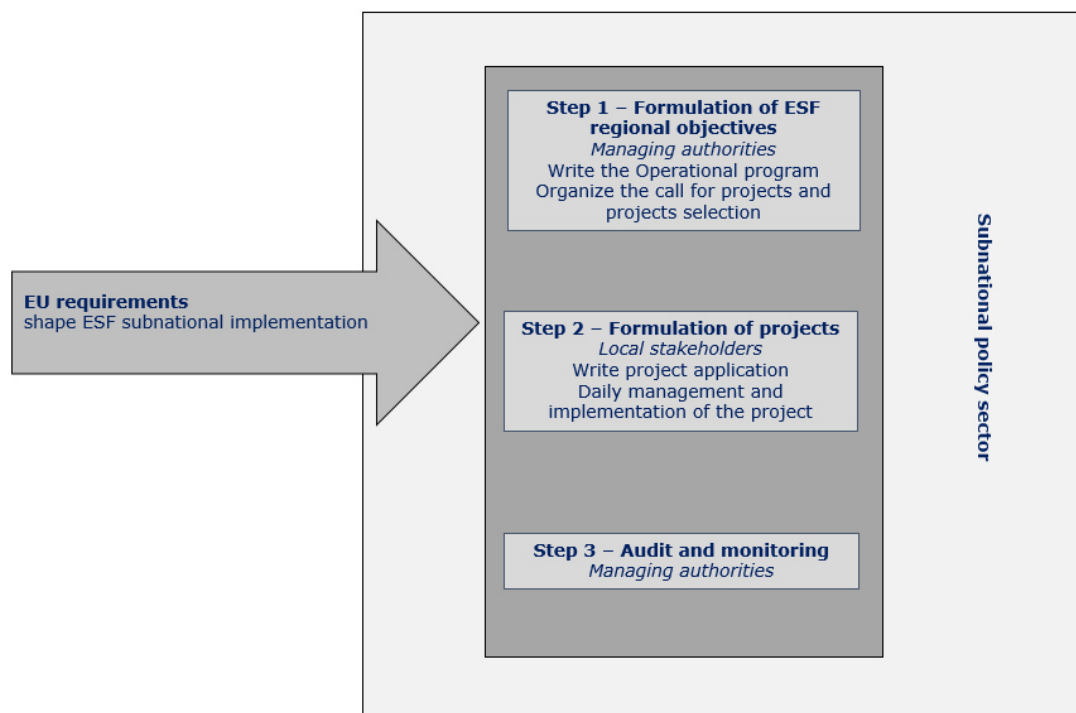 EU requirements
shape ESF subnational implementation
Step 1 – Formulation of ESF
regional objectives
Managing authorities
Write the Operational program
Organize the call for projects and
projects selection
Step 2 – Formulation of projects
Local stakeholders
Write project application
Daily management and
implementation of the project
Step 3 – Audit and monitoring
Managing authorities
Subnational policy sector